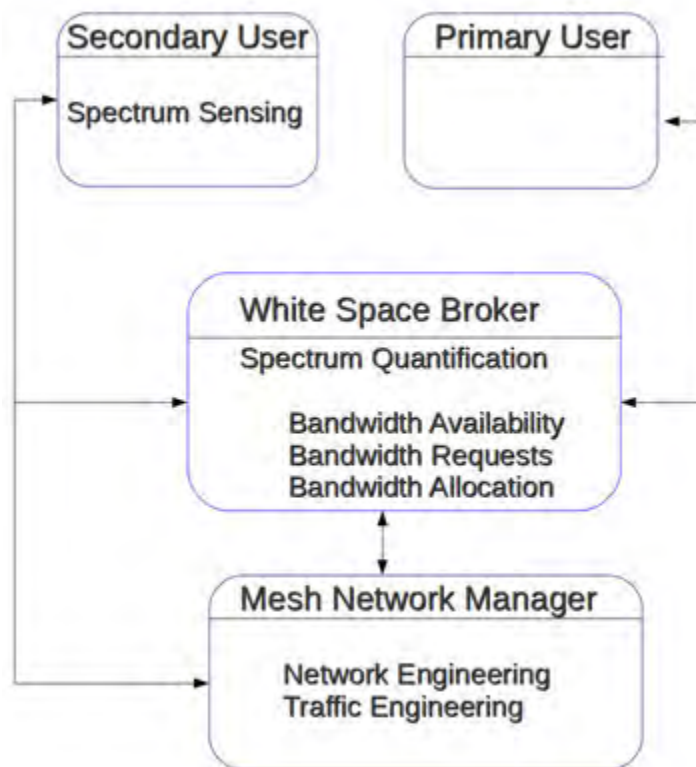 Secondary User
Spectrum Sensing
Primary User
White Space Broker
Spectrum Quantification
Bandwidth Availability
Bandwidth Requests
Bandwidth Allocation
Mesh Network Manager
Network Engineering
Traffic Engineering